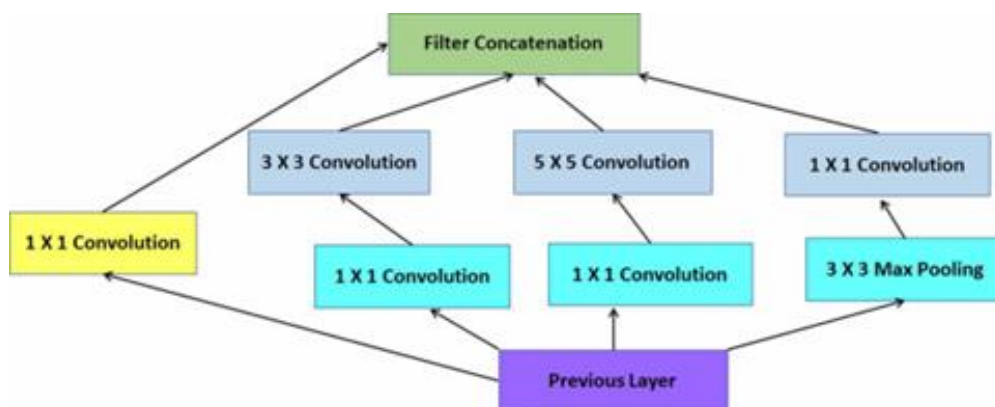 Filter Concatenation
3 X 3 Convolution
5 X 5 Convolution
1 X 1 Convolution
1 X 1 Convolution
1 X 1 Convolution
1 X 1 Convolution
3 X 3 Max Pooling
Previous Layer